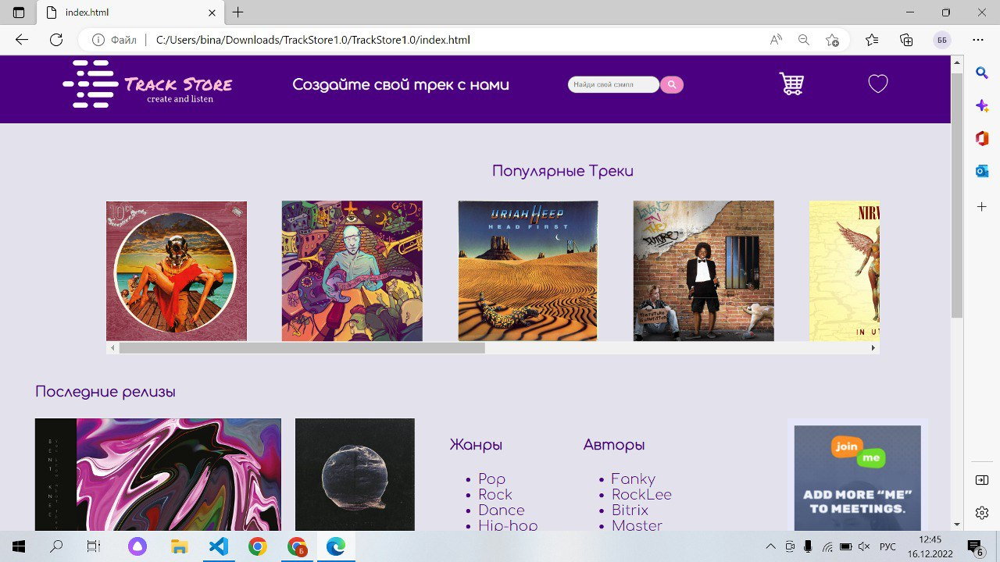 index.html
Файл
C:/Users/bina/Downloads/TrackStore1.0/TrackStore1.0/index.html
ББ
Track Store
create and listen
Создайте свой трек с нами
Найди свой сэмпл
Популярные Треки
10cc
Deceptive Bends
Get Down
URIAH HEEP
HEAD FIRST
NIRV
IN UT
Последние релизы
BENT KNEE
Жанры
Авторы
Pop
Rock
Dance
Hip-hop
Fanky
RockLee
Bitrix
Master
join me
ADD MORE “ME”
TO MEETINGS.
Б
РУС
12:45
16.12.2022
6